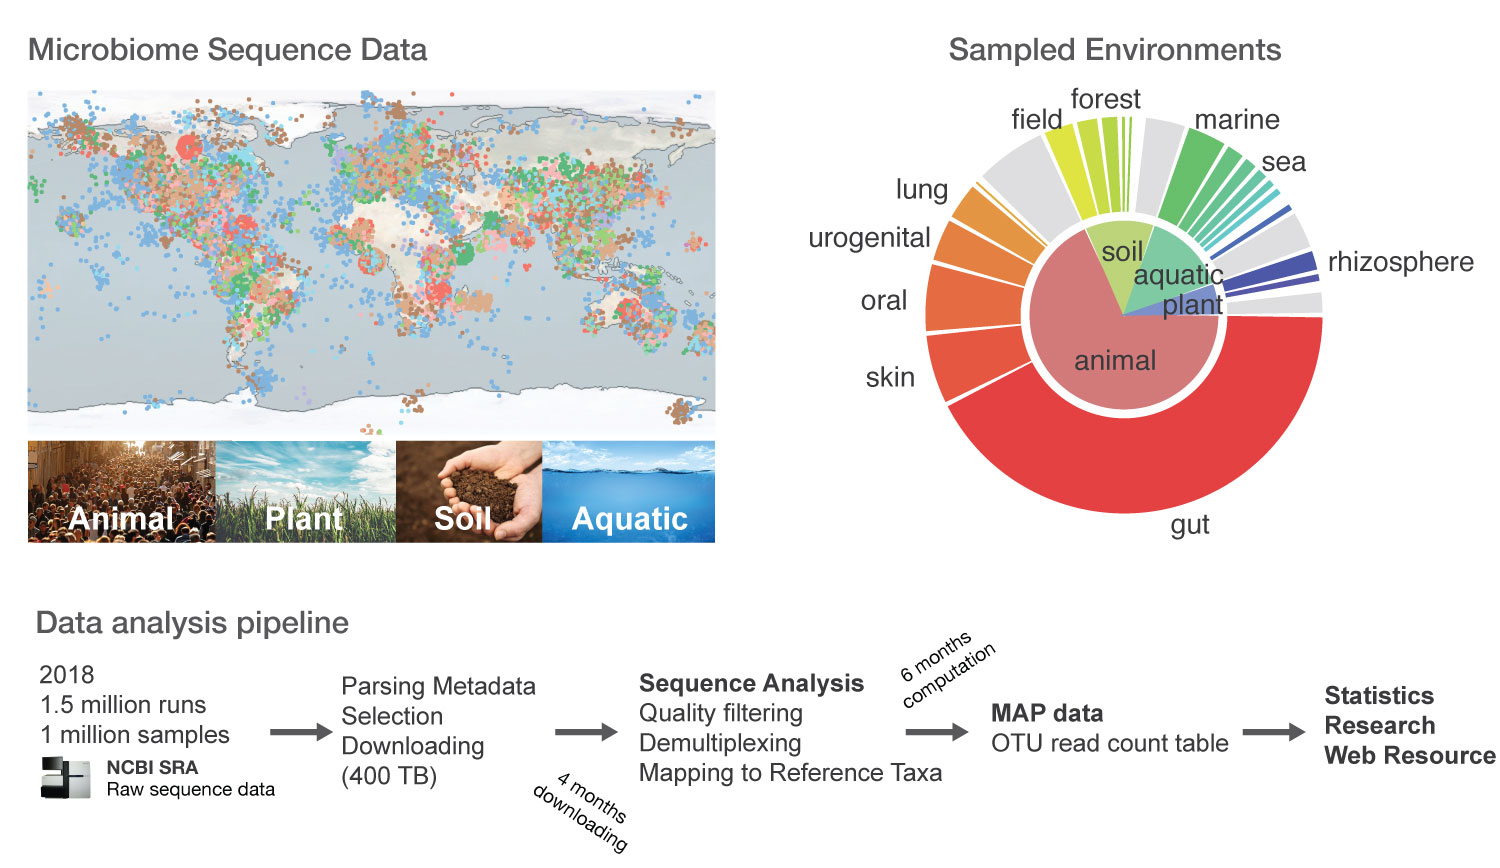 Microbiome Sequence Data
Animal
Plant
Soil
Aquatic
Sampled Environments
forest
field
marine
sea
lung
urogenital
rhizosphere
oral
skin
soil
aquatic
plant
animal
gut
Data analysis pipeline
2018
1.5 million runs
1 million samples
NCBI SRA
Raw sequence data
Parsing Metadata
Selection
Downloading
(400 TB)
4 months
downloading
Sequence Analysis
Quality filtering
Demultiplexing
Mapping to Reference Taxa
6 months
computation
MAP data
OTU read count table
Statistics
Research
Web Resource